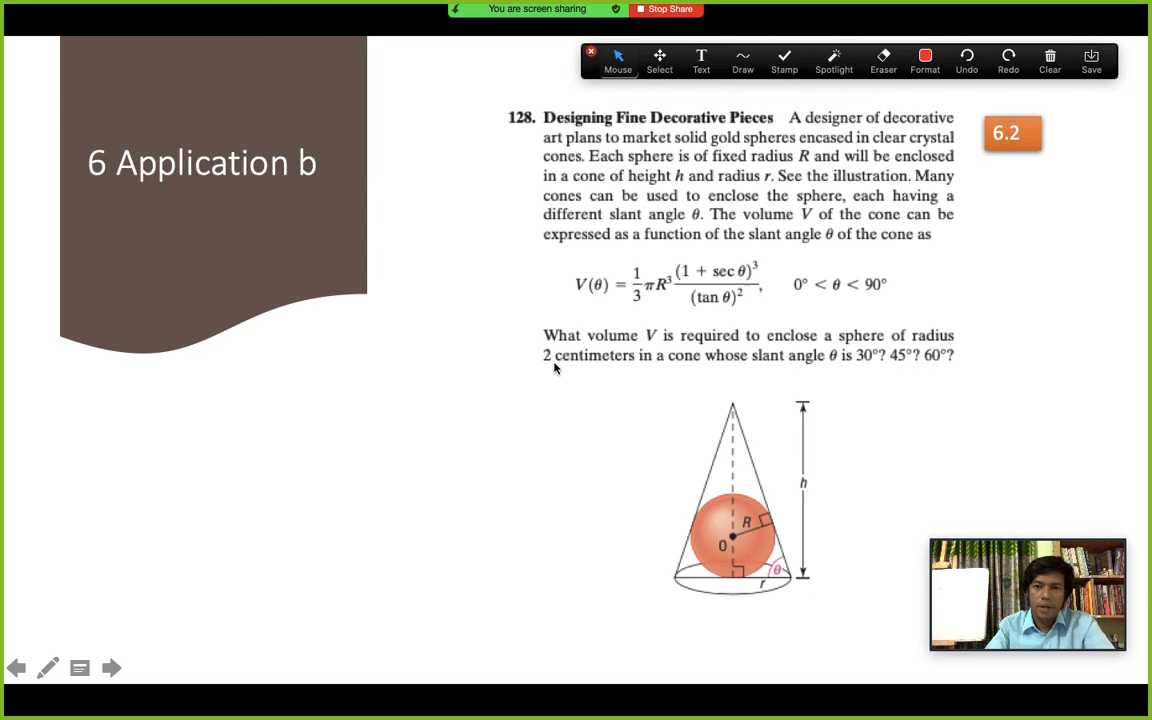 You are screen sharing
Stop Share
Mouse Select Text Draw Stamp Spotlight Eraser Format Undo Redo Clear Save
6 Application b
128. Designing Fine Decorative Pieces A designer of decorative
art plans to market solid gold spheres encased in clear crystal
cones. Each sphere is of fixed radius R and will be enclosed
in a cone of height h and radius r. See the illustration. Many
cones can be used to enclose the sphere, each having a
different slant angle θ. The volume V of the cone can be
expressed as a function of the slant angle θ of the cone as
V(θ) = 1/3 πR³ (1 + sec θ)³/(tan θ)², 0° < θ < 90°
What volume V is required to enclose a sphere of radius
2 centimeters in a cone whose slant angle θ is 30°? 45°? 60°?
6.2
h
R
O
θ
r